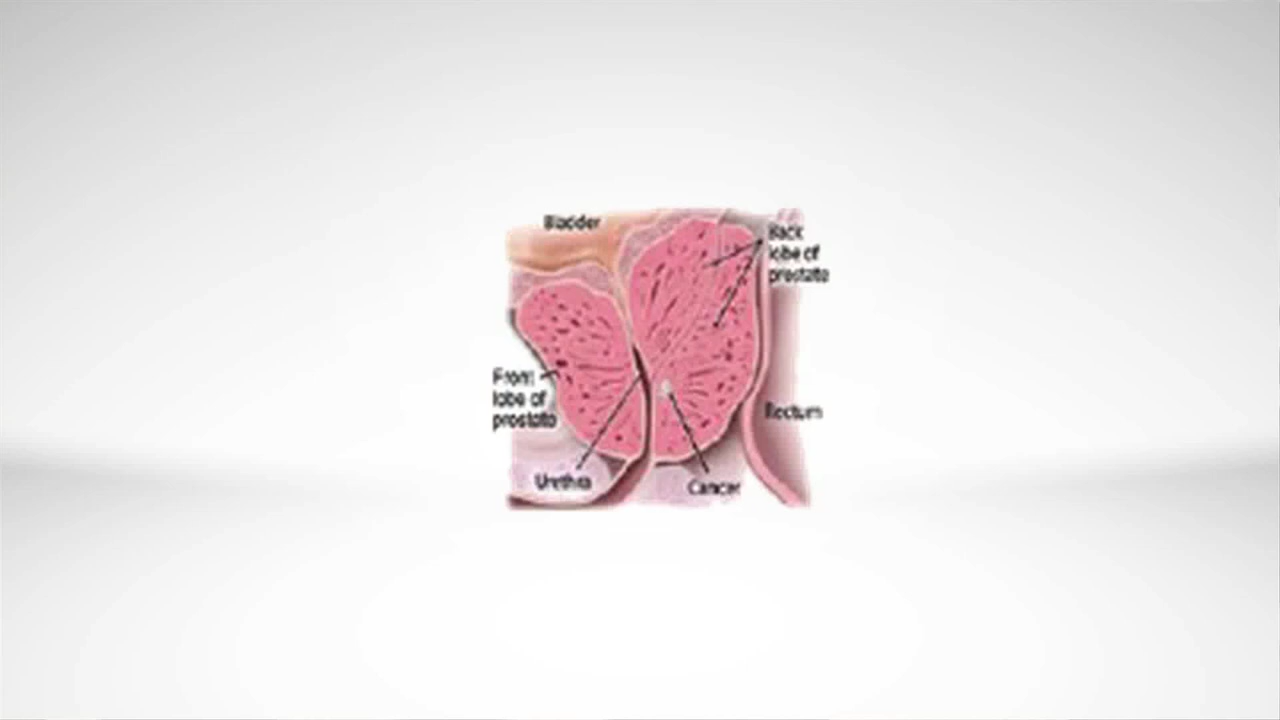 Bladder
Back
lobe of
prostate
Front
lobe of
prostate
Rectum
Urethra
Cancer